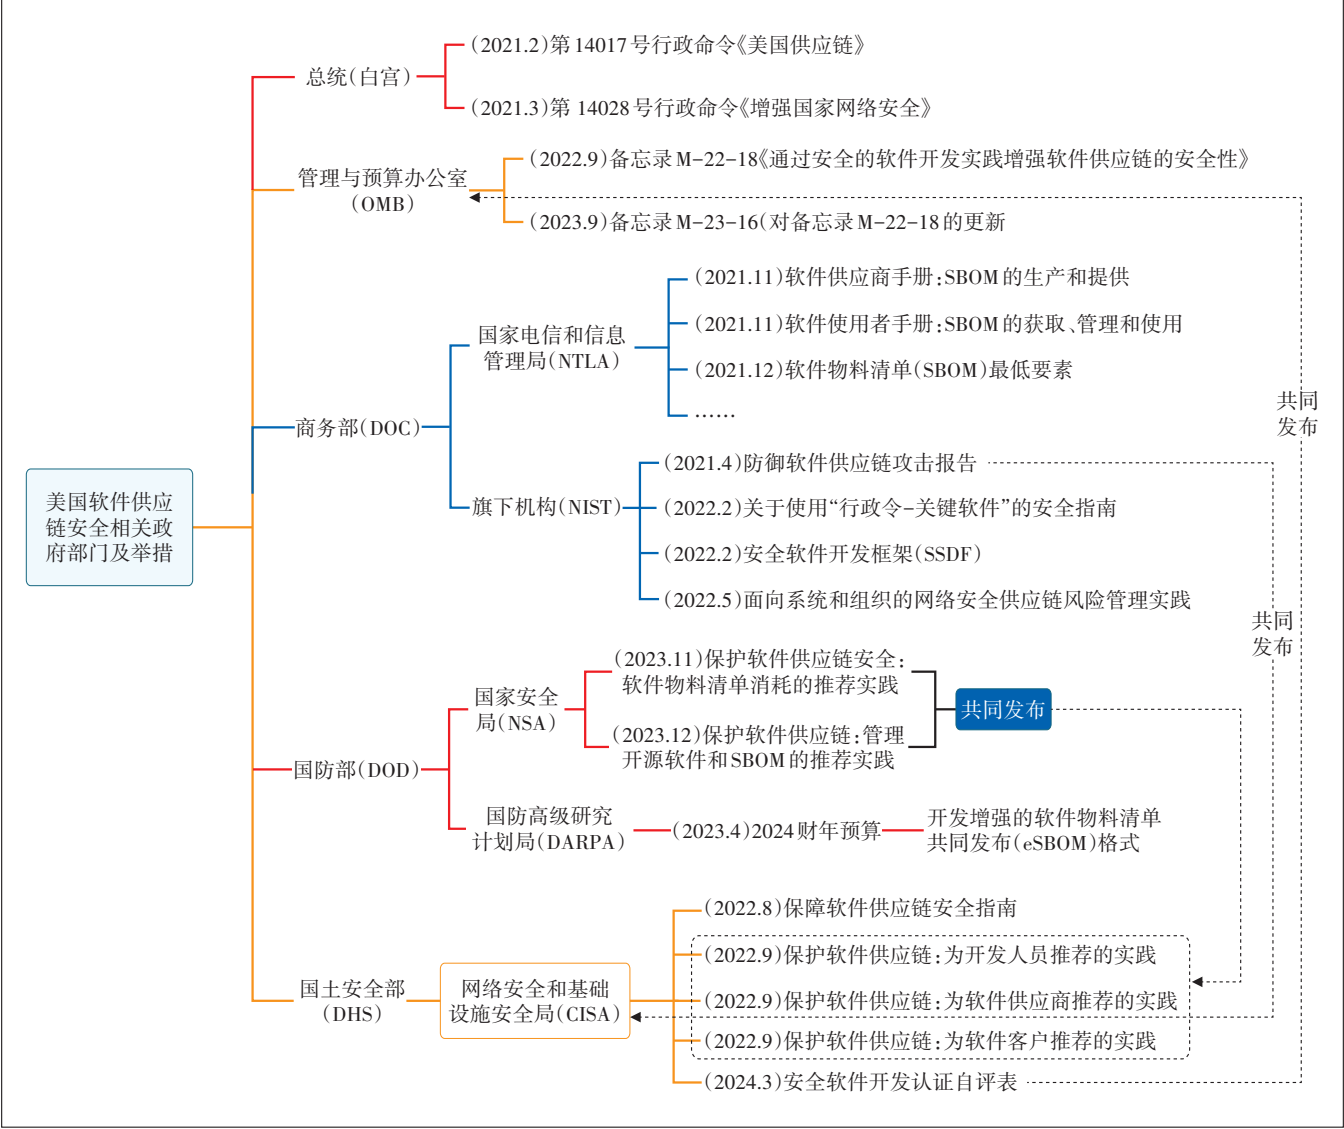 (2021.2)第14017号行政命令《美国供应链》
总统(白宫)
(2021.3)第 14028号行政命令《增强国家网络安全》
(2022.9)备忘录M-22-18《通过安全的软件开发实践增强软件供应链的安全性》
管理与预算办公室
(OMB)
(2023.9)备忘录M-23-16(对备忘录M-22-18的更新
(2021.11)软件供应商手册:SBOM的生产和提供
国家电信和信息
管理局(NTLA)
(2021.11)软件使用者手册:SBOM的获取、管理和使用
(2021.12)软件物料清单(SBOM)最低要素
……
共同
发布
商务部(DOC)
(2021.4)防御软件供应链攻击报告
旗下机构(NIST)
(2022.2)关于使用“行政令-关键软件”的安全指南
(2022.2)安全软件开发框架(SSDF)
(2022.5)面向系统和组织的网络安全供应链风险管理实践
共同
发布
美国软件供应
链安全相关政
府部门及举措
(2023.11)保护软件供应链安全:
软件物料清单消耗的推荐实践
国家安全
局(NSA)
共同发布
(2023.12)保护软件供应链:管理
开源软件和SBOM的推荐实践
国防部(DOD)
国防高级研究
计划局(DARPA)
(2023.4)2024财年预算
开发增强的软件物料清单
共同发布(eSBOM)格式
(2022.8)保障软件供应链安全指南
(2022.9)保护软件供应链:为开发人员推荐的实践
国土安全部
(DHS)
网络安全和基础
设施安全局(CISA)
(2022.9)保护软件供应链:为软件供应商推荐的实践
(2022.9)保护软件供应链:为软件客户推荐的实践
(2024.3)安全软件开发认证自评表